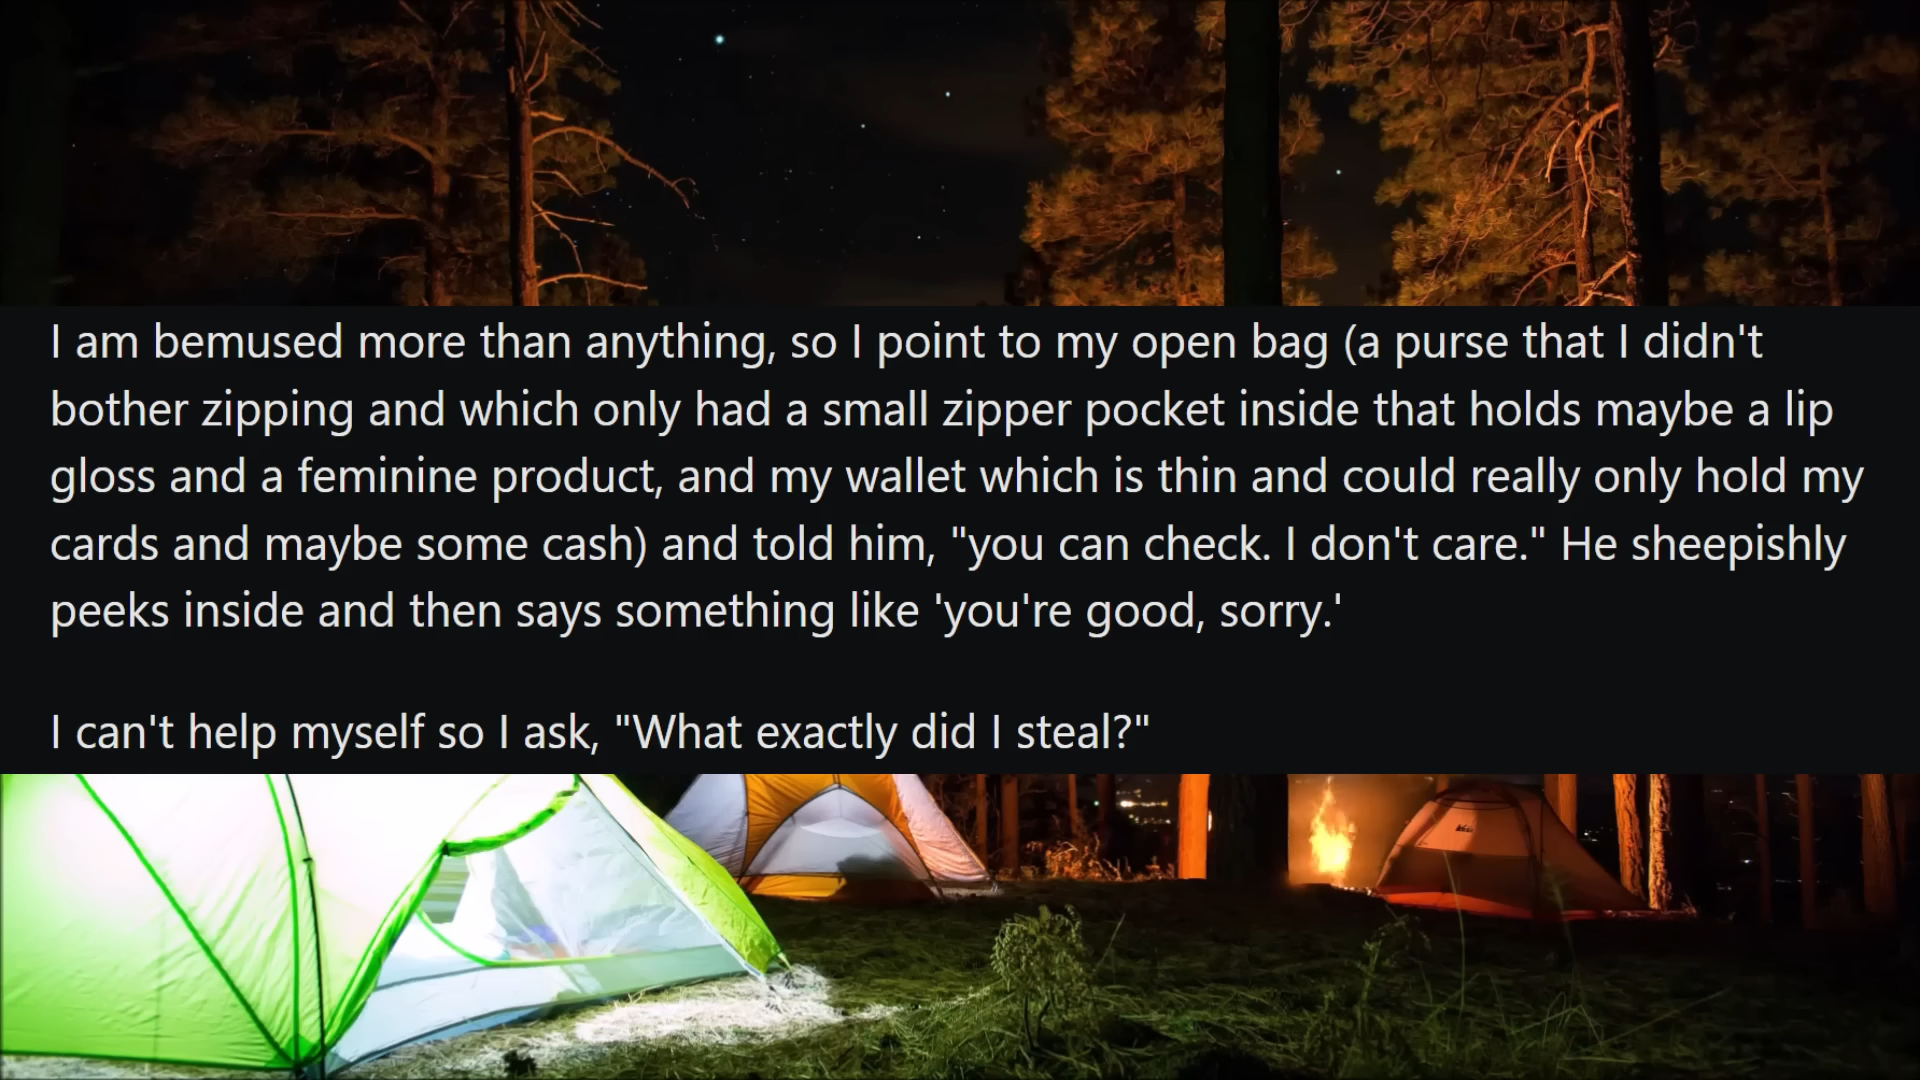 I am bemused more than anything, so I point to my open bag (a purse that I didn't
bother zipping and which only had a small zipper pocket inside that holds maybe a lip
gloss and a feminine product, and my wallet which is thin and could really only hold my
cards and maybe some cash) and told him, "you can check. I don't care." He sheepishly
peeks inside and then says something like 'you're good, sorry.'
I can't help myself so I ask, "What exactly did I steal?"